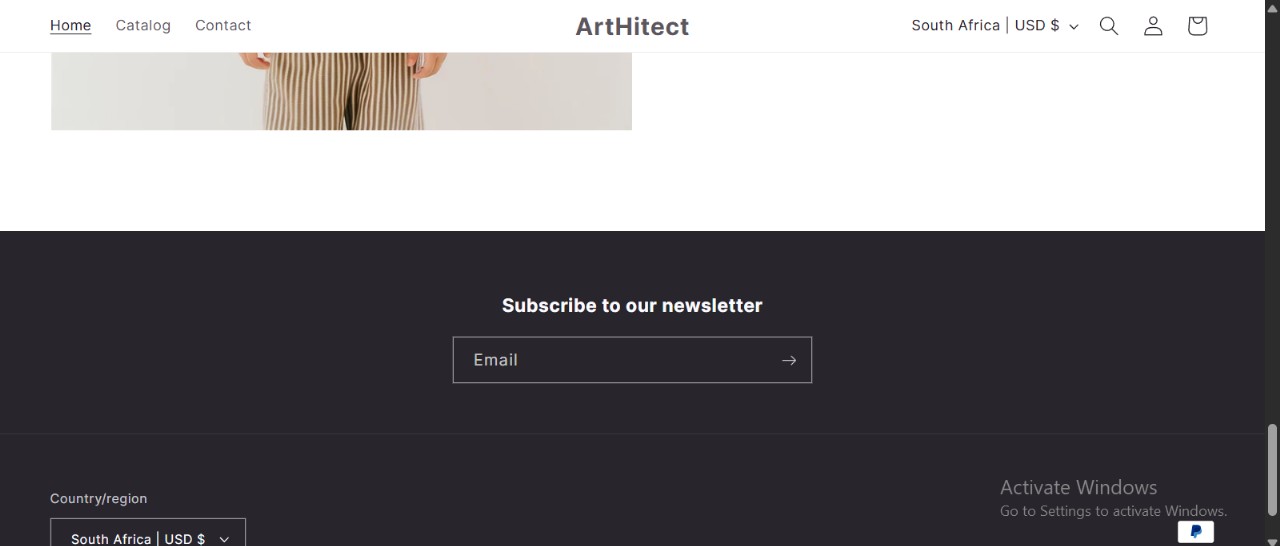 Home Catalog Contact ArtHitect South Africa | USD $
Subscribe to our newsletter
Email
Country/region
South Africa | USD $
Activate Windows
Go to Settings to activate Windows.